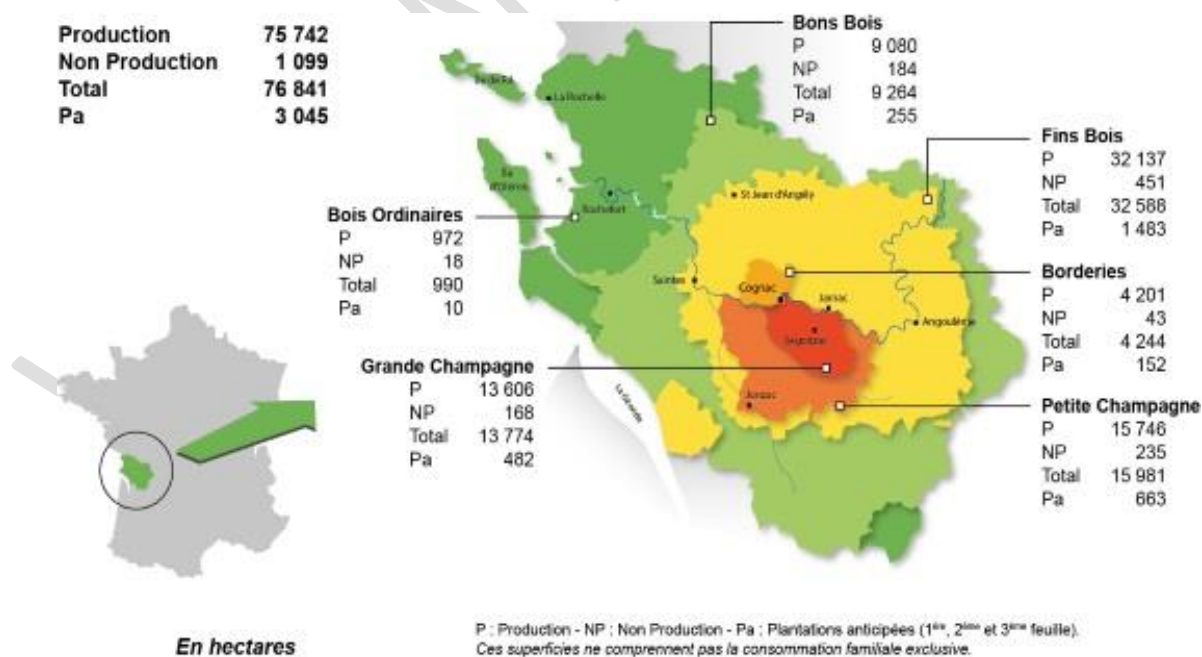 Production 75 742
Non Production 1 099
Total 76 841
Pa 3 045
Bons Bois
P 9 080
NP 184
Total 9 264
Pa 255
Fins Bois
P 32 137
NP 451
Total 32 588
Pa 1 483
Bois Ordinaires
P 972
NP 18
Total 990
Pa 10
Borderies
P 4 201
NP 43
Total 4 244
Pa 152
Grande Champagne
P 13 606
NP 168
Total 13 774
Pa 482
Petite Champagne
P 15 746
NP 235
Total 15 981
Pa 663
La Rochelle
Rochefort
St Jean d'Angély
Saintes
Cognac
Jarnac
Angoulême
Jonzac
La Gironde
En hectares
P : Production - NP : Non Production - Pa : Plantations anticipées (1ère, 2ème et 3ème feuille).
Ces superficies ne comprennent pas la consommation familiale exclusive.